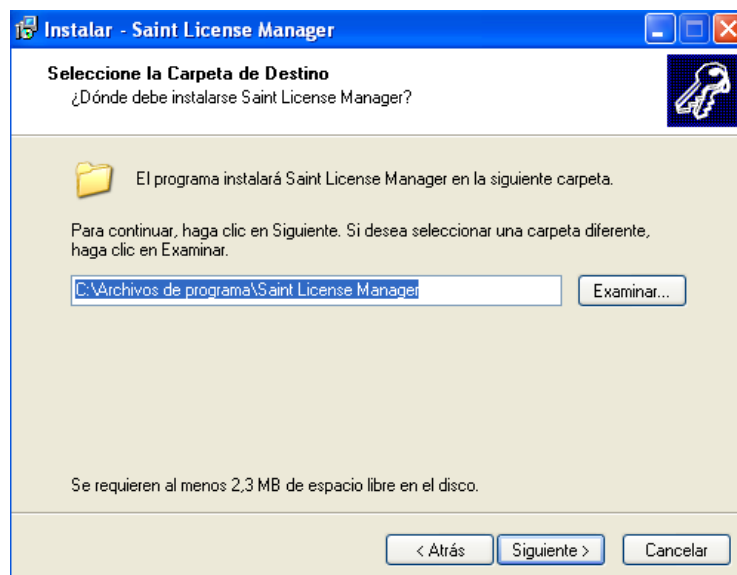 Instalar - Saint License Manager
Seleccione la Carpeta de Destino
¿Dónde debe instalarse Saint License Manager?
El programa instalará Saint License Manager en la siguiente carpeta.
Para continuar, haga clic en Siguiente. Si desea seleccionar una carpeta diferente,
haga clic en Examinar.
C:\Archivos de programa\Saint License Manager
Examinar...
Se requieren al menos 2,3 MB de espacio libre en el disco.
< Atrás
Siguiente >
Cancelar